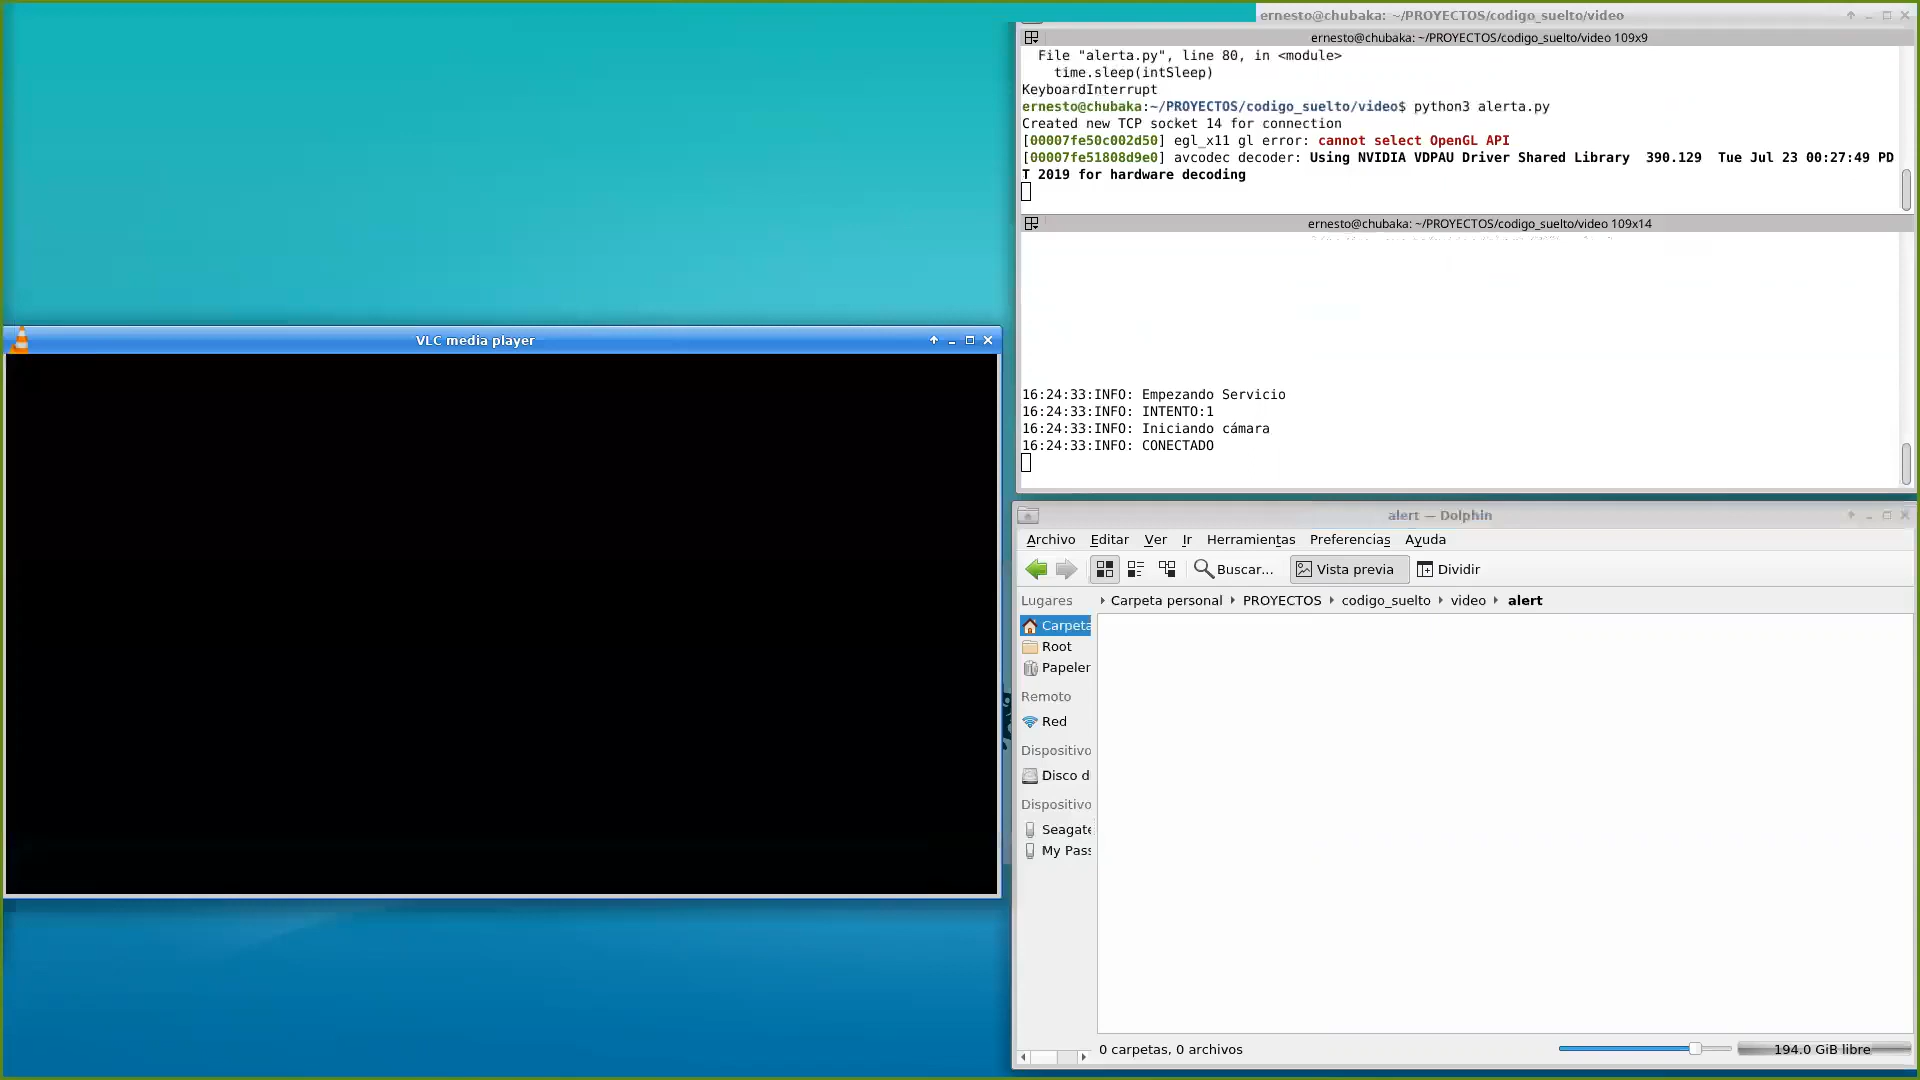 ernesto@chubaka: ~/PROYECTOS/codigo_suelto/video
ernesto@chubaka: ~/PROYECTOS/codigo_suelto/video 109x9
File "alerta.py", line 80, in <module>
time.sleep(intSleep)
KeyboardInterrupt
ernesto@chubaka:~/PROYECTOS/codigo_suelto/video$ python3 alerta.py
Created new TCP socket 14 for connection
[00007fe50c002d50] egl_x11 gl error: cannot select OpenGL API
[00007fe51808d9e0] avcodec decoder: Using NVIDIA VDPAU Driver Shared Library  390.129  Tue Jul 23 00:27:49 PD
T 2019 for hardware decoding
ernesto@chubaka: ~/PROYECTOS/codigo_suelto/video 109x14
16:24:33:INFO: Empezando Servicio
16:24:33:INFO: INTENTO:1
16:24:33:INFO: Iniciando cámara
16:24:33:INFO: CONECTADO
VLC media player
alert — Dolphin
Archivo Editar Ver Ir Herramientas Preferencias Ayuda
Buscar... Vista previa Dividir
Lugares
Carpeta personal PROYECTOS codigo_suelto video alert
Carpeta
Root
Papeler
Remoto
Red
Dispositivo
Disco d
Dispositivo
Seagate
My Pass
0 carpetas, 0 archivos
194.0 GiB libre